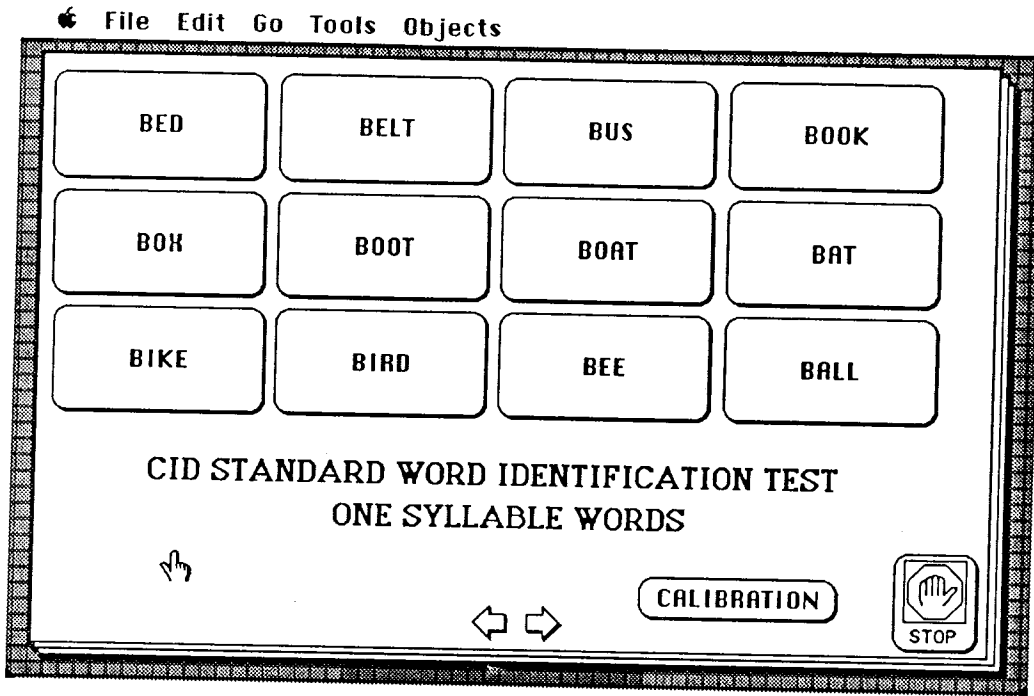 File Edit Go Tools Objects
BED BELT BUS BOOK
BOX BOOT BOAT BAT
BIKE BIRD BEE BALL
CID STANDARD WORD IDENTIFICATION TEST
ONE SYLLABLE WORDS
CALIBRATION
STOP